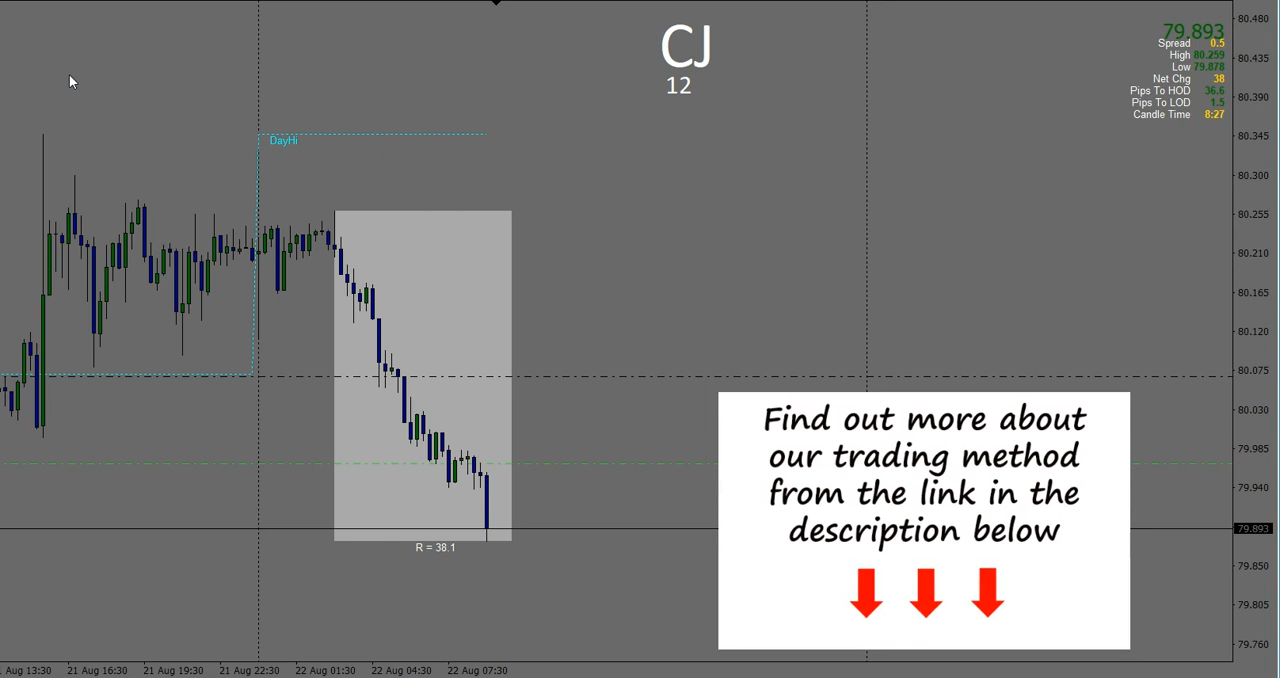 CJ
12
79.893
Spread 0.5
High 80.259
Low 79.878
Net Chg 38
Pips To HOD 36.6
Pips To LOD 1.5
Candle Time 8:27
DayHi
R = 38.1
Find out more about
our trading method
from the link in the
description below
80.480
80.435
80.390
80.345
80.300
80.255
80.210
80.165
80.120
80.075
80.030
79.985
79.940
79.893
79.850
79.805
79.760
Aug 13:30 21 Aug 16:30 21 Aug 19:30 21 Aug 22:30 22 Aug 01:30 22 Aug 04:30 22 Aug 07:30